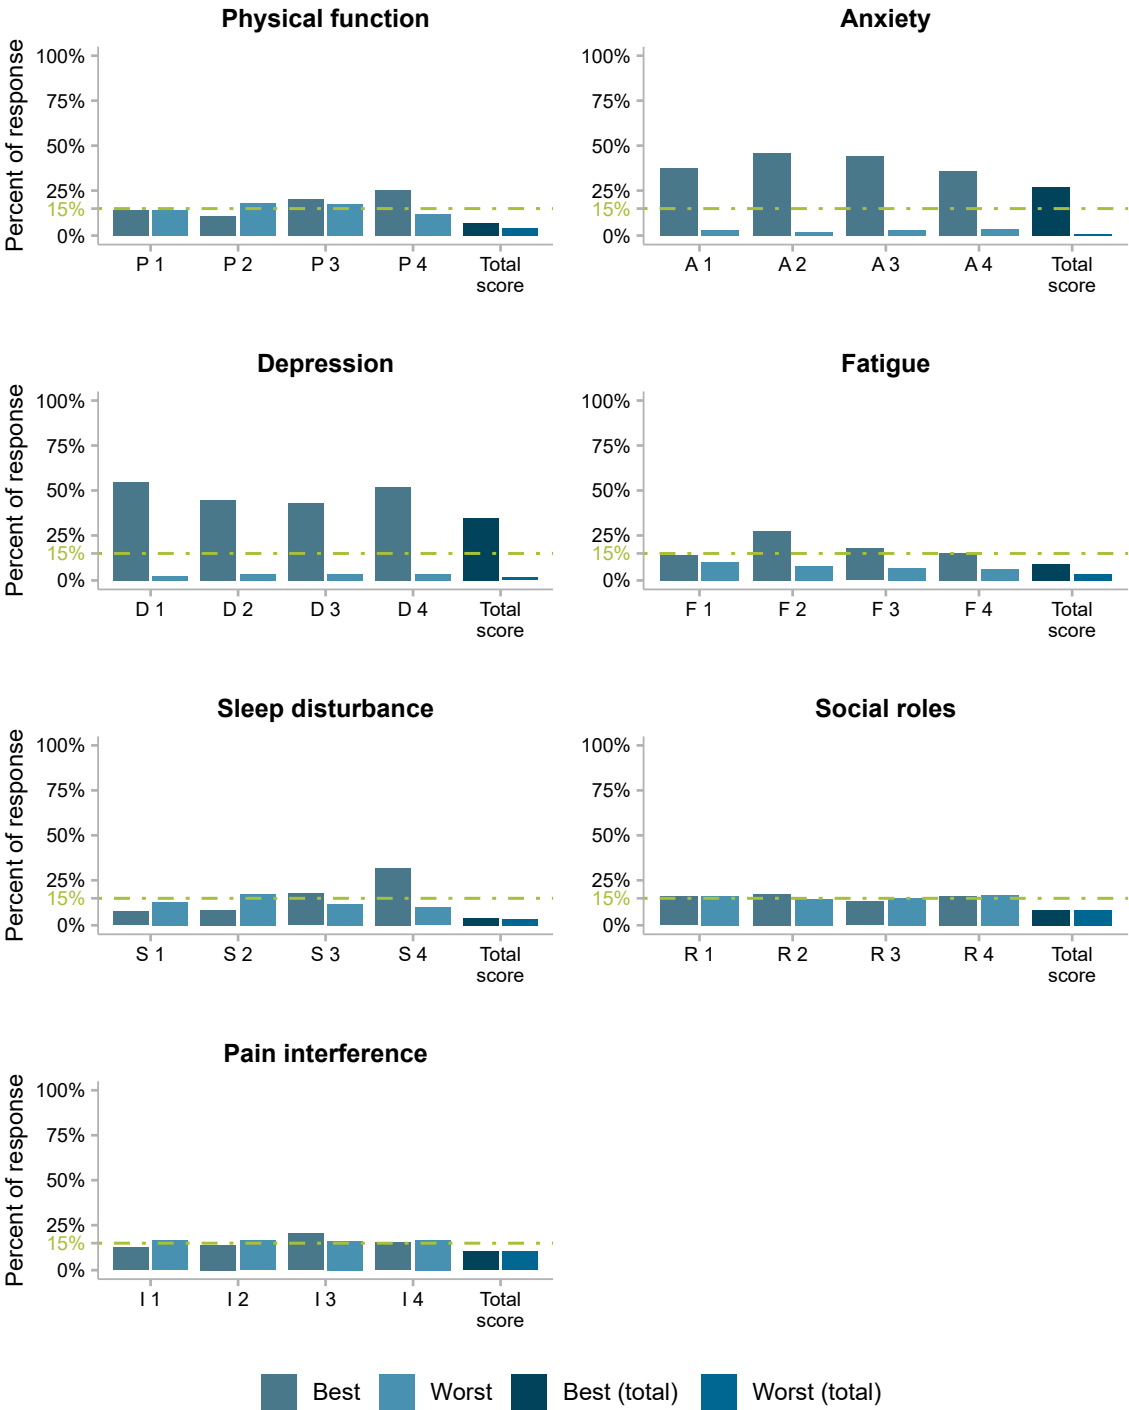 Physical function
Percent of response
100%
75%
50%
25%
15%
0%
P 1 P 2 P 3 P 4 Total
score
Anxiety
100%
75%
50%
25%
15%
0%
A 1 A 2 A 3 A 4 Total
score
Depression
Percent of response
100%
75%
50%
25%
15%
0%
D 1 D 2 D 3 D 4 Total
score
Fatigue
100%
75%
50%
25%
15%
0%
F 1 F 2 F 3 F 4 Total
score
Sleep disturbance
Percent of response
100%
75%
50%
25%
15%
0%
S 1 S 2 S 3 S 4 Total
score
Social roles
100%
75%
50%
25%
15%
0%
R 1 R 2 R 3 R 4 Total
score
Pain interference
Percent of response
100%
75%
50%
25%
15%
0%
I 1 I 2 I 3 I 4 Total
score
Best Worst Best (total) Worst (total)